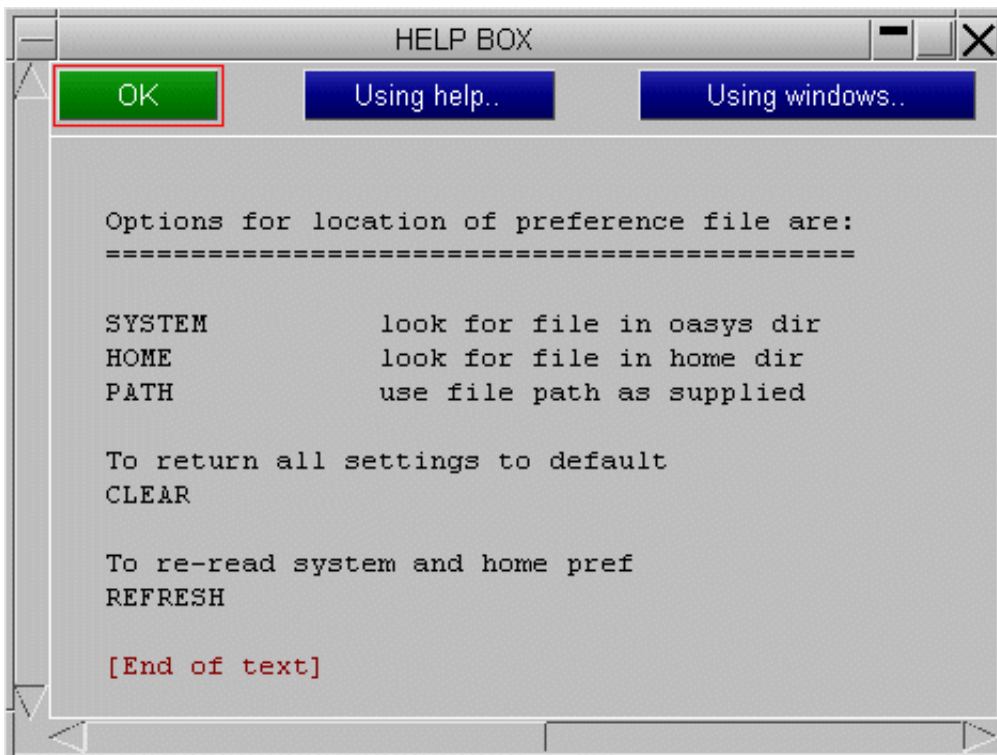 HELP BOX
OK Using help.. Using windows..
Options for location of preference file are:
============================================
SYSTEM look for file in oasys dir
HOME look for file in home dir
PATH use file path as supplied
To return all settings to default
CLEAR
To re-read system and home pref
REFRESH
[End of text]